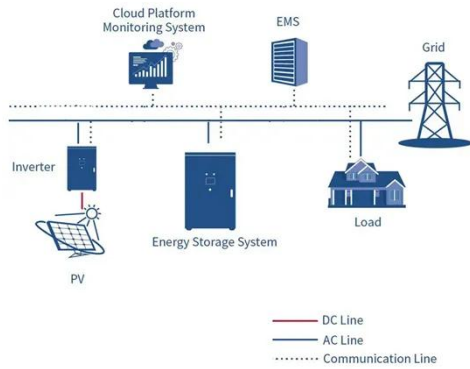 Cloud Platform
Monitoring System
EMS
Grid
Inverter
Energy Storage System
Load
PV
DC Line
AC Line
Communication Line